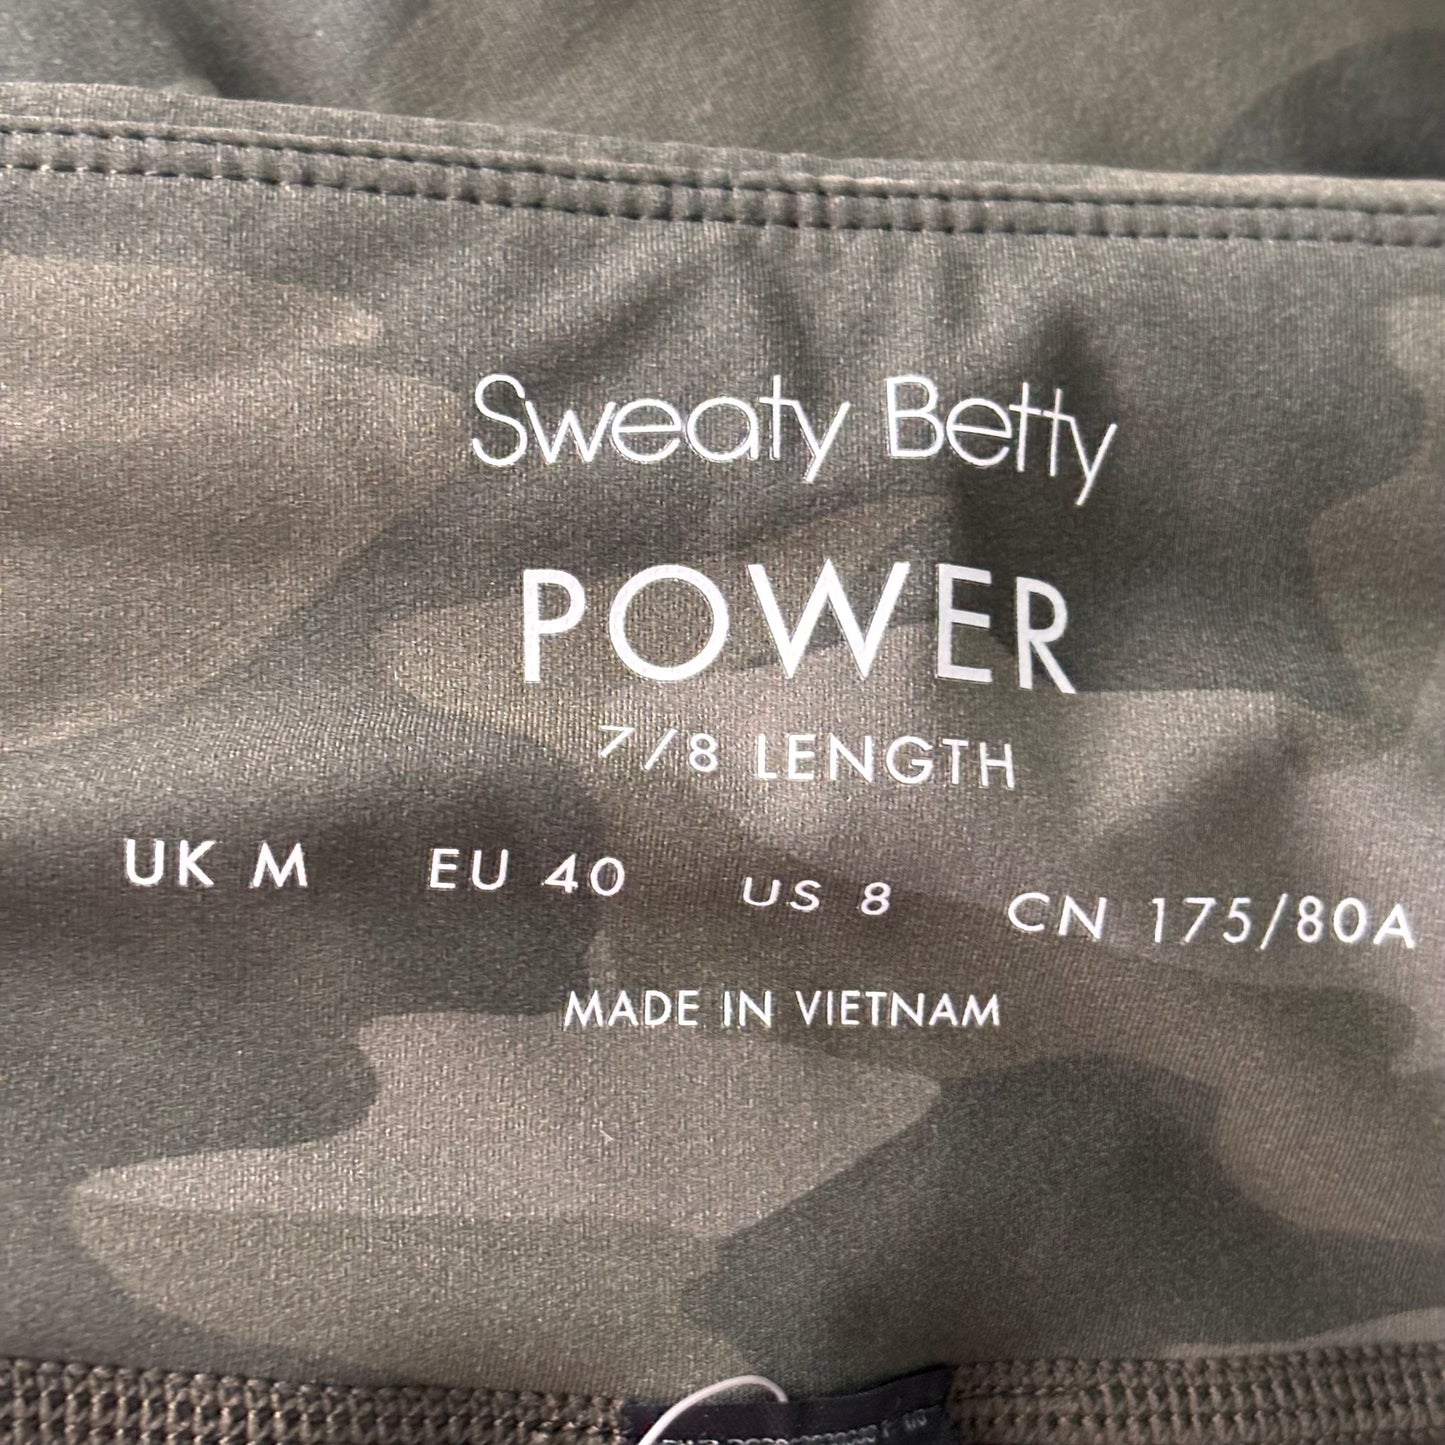 Sweaty Betty
POWER
7/8 LENGTH
UK M EU 40 US 8 CN 175/80A
MADE IN VIETNAM